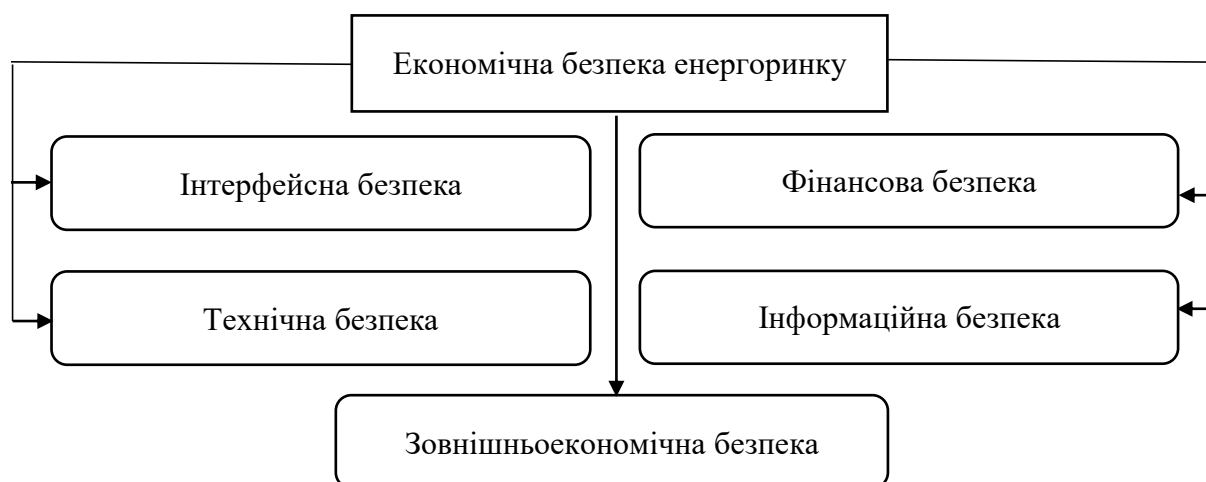 Економічна безпека енергоринку
Інтерфейсна безпека
Фінансова безпека
Технічна безпека
Інформаційна безпека
Зовнішньоекономічна безпека